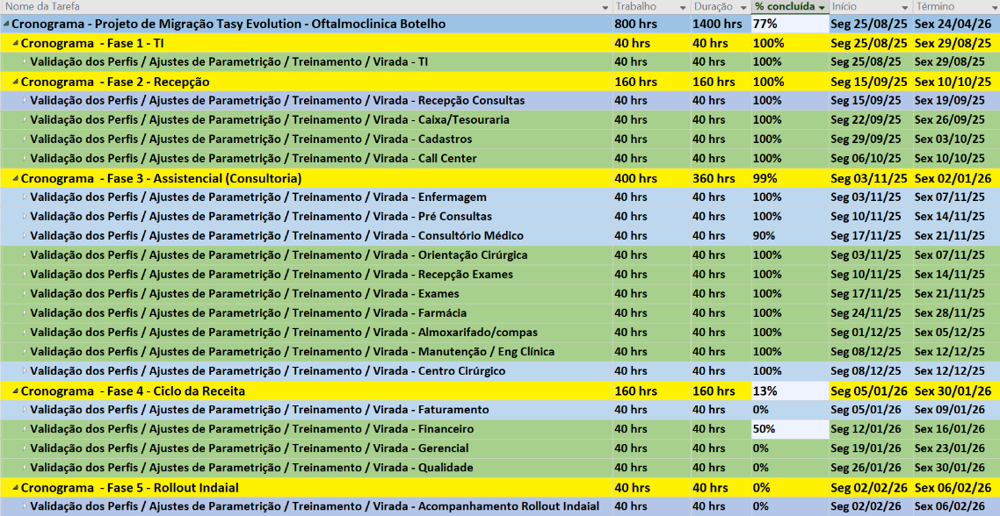 Nome da Tarefa Trabalho Duração % concluída Início Término
Cronograma - Projeto de Migração Tasy Evolution - Oftalmoclinica Botelho 800 hrs 1400 hrs 77% Seg 25/08/25 Sex 24/04/26
Cronograma - Fase 1 - TI 40 hrs 40 hrs 100% Seg 25/08/25 Sex 29/08/25
Validação dos Perfis / Ajustes de Parametrição / Treinamento / Virada - TI 40 hrs 40 hrs 100% Seg 25/08/25 Sex 29/08/25
Cronograma - Fase 2 - Recepção 160 hrs 160 hrs 100% Seg 15/09/25 Sex 10/10/25
Validação dos Perfis / Ajustes de Parametrição / Treinamento / Virada - Recepção Consultas 40 hrs 40 hrs 100% Seg 15/09/25 Sex 19/09/25
Validação dos Perfis / Ajustes de Parametrição / Treinamento / Virada - Caixa/Tesouraria 40 hrs 40 hrs 100% Seg 22/09/25 Sex 26/09/25
Validação dos Perfis / Ajustes de Parametrição / Treinamento / Virada - Cadastros 40 hrs 40 hrs 100% Seg 29/09/25 Sex 03/10/25
Validação dos Perfis / Ajustes de Parametrição / Treinamento / Virada - Call Center 40 hrs 40 hrs 100% Seg 06/10/25 Sex 10/10/25
Cronograma - Fase 3 - Assistencial (Consultoria) 400 hrs 360 hrs 99% Seg 03/11/25 Sex 02/01/26
Validação dos Perfis / Ajustes de Parametrição / Treinamento / Virada - Enfermagem 40 hrs 40 hrs 100% Seg 03/11/25 Sex 07/11/25
Validação dos Perfis / Ajustes de Parametrição / Treinamento / Virada - Pré Consultas 40 hrs 40 hrs 100% Seg 10/11/25 Sex 14/11/25
Validação dos Perfis / Ajustes de Parametrição / Treinamento / Virada - Consultório Médico 40 hrs 40 hrs 90% Seg 17/11/25 Sex 21/11/25
Validação dos Perfis / Ajustes de Parametrição / Treinamento / Virada - Orientação Cirúrgica 40 hrs 40 hrs 100% Seg 03/11/25 Sex 07/11/25
Validação dos Perfis / Ajustes de Parametrição / Treinamento / Virada - Recepção Exames 40 hrs 40 hrs 100% Seg 10/11/25 Sex 14/11/25
Validação dos Perfis / Ajustes de Parametrição / Treinamento / Virada - Exames 40 hrs 40 hrs 100% Seg 17/11/25 Sex 21/11/25
Validação dos Perfis / Ajustes de Parametrição / Treinamento / Virada - Farmácia 40 hrs 40 hrs 100% Seg 24/11/25 Sex 28/11/25
Validação dos Perfis / Ajustes de Parametrição / Treinamento / Virada - Almoxarifado/compas 40 hrs 40 hrs 100% Seg 01/12/25 Sex 05/12/25
Validação dos Perfis / Ajustes de Parametrição / Treinamento / Virada - Manutenção / Eng Clínica 40 hrs 40 hrs 100% Seg 08/12/25 Sex 12/12/25
Validação dos Perfis / Ajustes de Parametrição / Treinamento / Virada - Centro Cirúrgico 40 hrs 40 hrs 100% Seg 08/12/25 Sex 12/12/25
Cronograma - Fase 4 - Ciclo da Receita 160 hrs 160 hrs 13% Seg 05/01/26 Sex 30/01/26
Validação dos Perfis / Ajustes de Parametrição / Treinamento / Virada - Faturamento 40 hrs 40 hrs 0% Seg 05/01/26 Sex 09/01/26
Validação dos Perfis / Ajustes de Parametrição / Treinamento / Virada - Financeiro 40 hrs 40 hrs 50% Seg 12/01/26 Sex 16/01/26
Validação dos Perfis / Ajustes de Parametrição / Treinamento / Virada - Gerencial 40 hrs 40 hrs 0% Seg 19/01/26 Sex 23/01/26
Validação dos Perfis / Ajustes de Parametrição / Treinamento / Virada - Qualidade 40 hrs 40 hrs 0% Seg 26/01/26 Sex 30/01/26
Cronograma - Fase 5 - Rollout Indaial 40 hrs 40 hrs 0% Seg 02/02/26 Sex 06/02/26
Validação dos Perfis / Ajustes de Parametrição / Treinamento / Virada - Acompanhamento Rollout Indaial 40 hrs 40 hrs 0% Seg 02/02/26 Sex 06/02/26